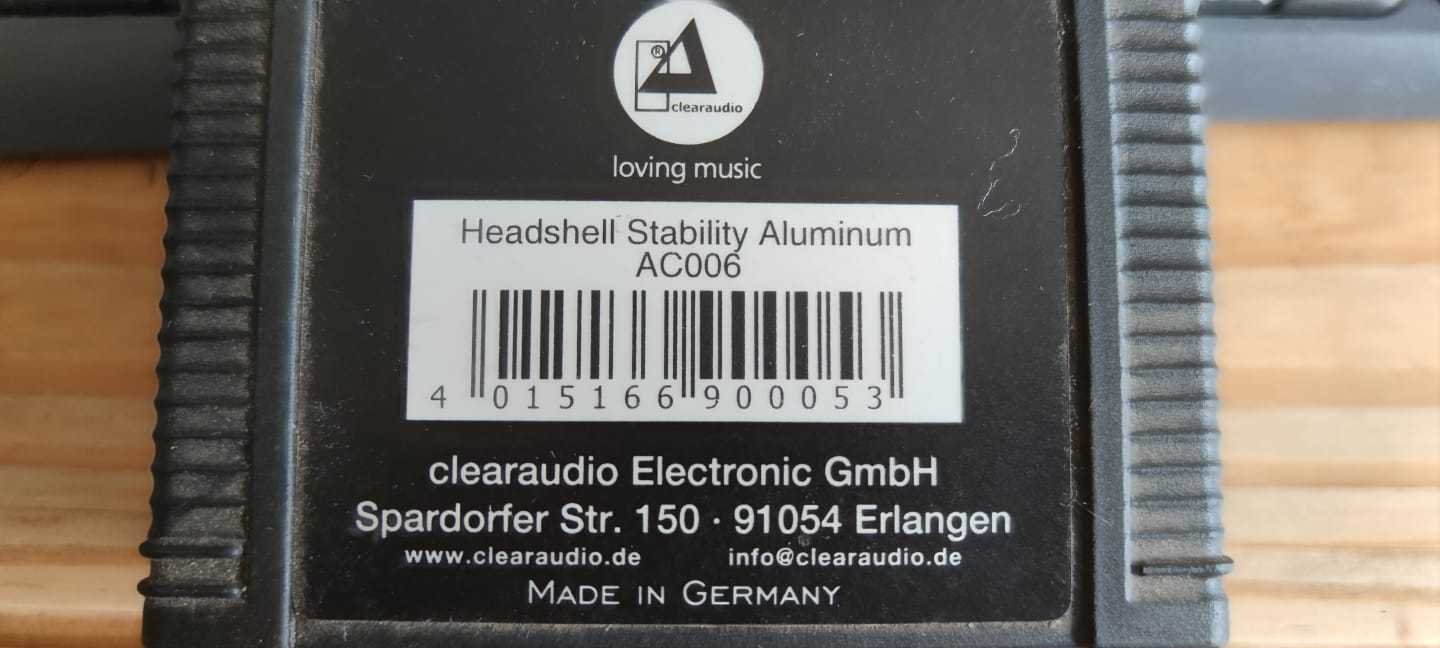 ®
clearaudio
loving music
Headshell Stability Aluminum
AC006
4 015166 900053
clearaudio Electronic GmbH
Spardorfer Str. 150 · 91054 Erlangen
www.clearaudio.de info@clearaudio.de
MADE IN GERMANY